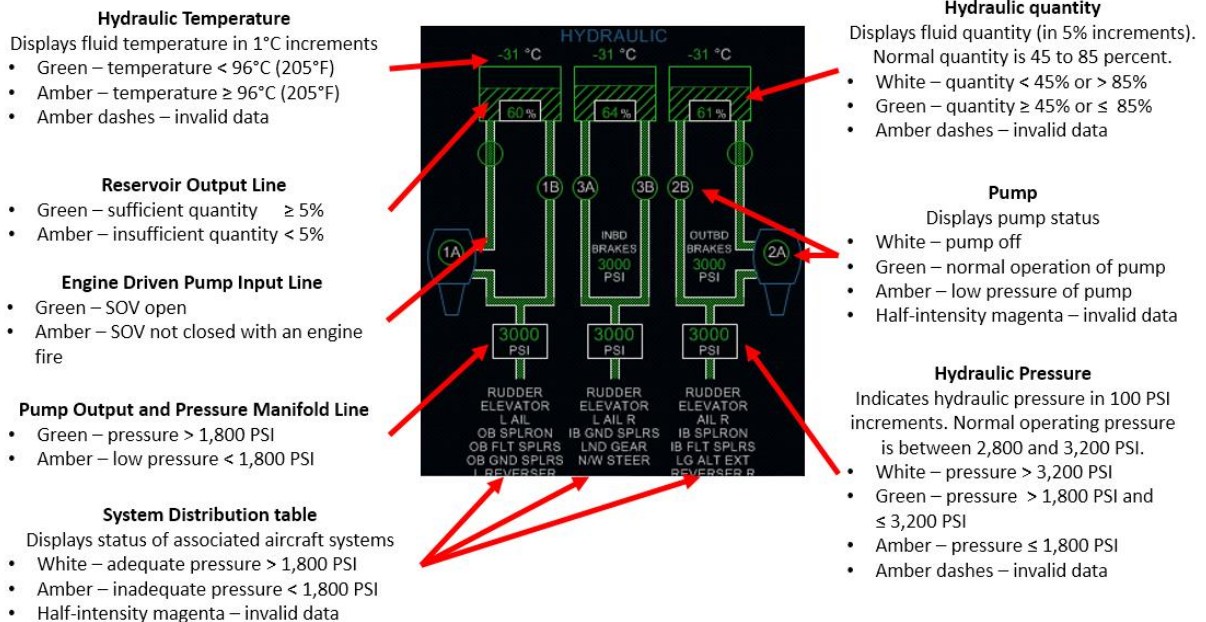 Hydraulic Temperature
Displays fluid temperature in 1°C increments
• Green – temperature < 96°C (205°F)
• Amber – temperature ≥ 96°C (205°F)
• Amber dashes – invalid data
Reservoir Output Line
• Green – sufficient quantity ≥ 5%
• Amber – insufficient quantity < 5%
Engine Driven Pump Input Line
• Green – SOV open
• Amber – SOV not closed with an engine
fire
Pump Output and Pressure Manifold Line
• Green – pressure > 1,800 PSI
• Amber – low pressure < 1,800 PSI
System Distribution table
Displays status of associated aircraft systems
• White – adequate pressure > 1,800 PSI
• Amber – inadequate pressure < 1,800 PSI
• Half-intensity magenta – invalid data
HYDRAULIC
-31 °C -31 °C -31 °C
60 % 64 % 61 %
1B 3A 3B 2B
1A 2A
INBD
BRAKES
3000
PSI
OUTBD
BRAKES
3000
PSI
3000
PSI
3000
PSI
3000
PSI
RUDDER
ELEVATOR
L AIL
OB SPLRON
OB FLT SPLRS
OB GND SPLRS
L REVERSER
RUDDER
ELEVATOR
L AIL R
IB GND SPLRS
LND GEAR
N/W STEER
RUDDER
ELEVATOR
AIL R
IB SPLRON
IB FLT SPLRS
LG ALT EXT
REVERSER R
Hydraulic quantity
Displays fluid quantity (in 5% increments).
Normal quantity is 45 to 85 percent.
• White – quantity < 45% or > 85%
• Green – quantity ≥ 45% or ≤ 85%
• Amber dashes – invalid data
Pump
Displays pump status
• White – pump off
• Green – normal operation of pump
• Amber – low pressure of pump
• Half-intensity magenta – invalid data
Hydraulic Pressure
Indicates hydraulic pressure in 100 PSI
increments. Normal operating pressure
is between 2,800 and 3,200 PSI.
• White – pressure > 3,200 PSI
• Green – pressure > 1,800 PSI and
≤ 3,200 PSI
• Amber – pressure ≤ 1,800 PSI
• Amber dashes – invalid data